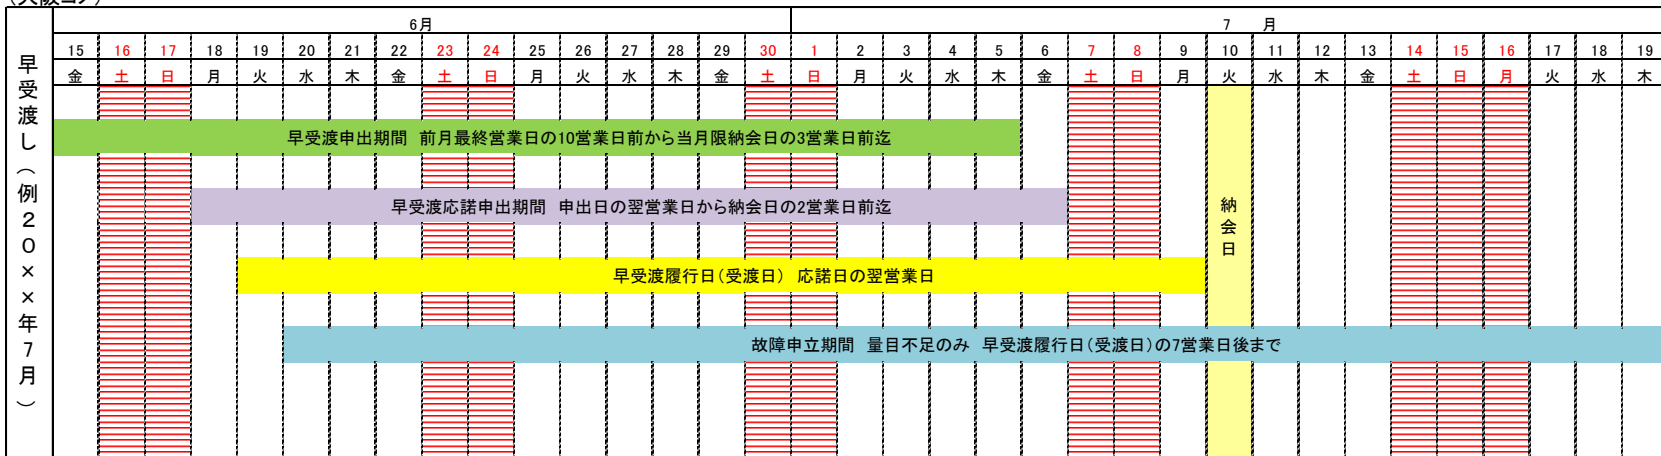 (大阪コメ)
6月 7 月
15 16 17 18 19 20 21 22 23 24 25 26 27 28 29 30 1 2 3 4 5 6 7 8 9 10 11 12 13 14 15 16 17 18 19
金 土 日 月 火 水 木 金 土 日 月 火 水 木 金 土 日 月 火 水 木 金 土 日 月 火 水 木 金 土 日 月 火 水 木
早受渡し(例20××年7月)
早受渡申出期間 前月最終営業日の10営業日前から当月限納会日の3営業日前迄
早受渡応諾申出期間 申出日の翌営業日から納会日の2営業日前迄
納会日
早受渡履行日(受渡日) 応諾日の翌営業日
故障申立期間 量目不足のみ 早受渡履行日(受渡日)の7営業日後まで